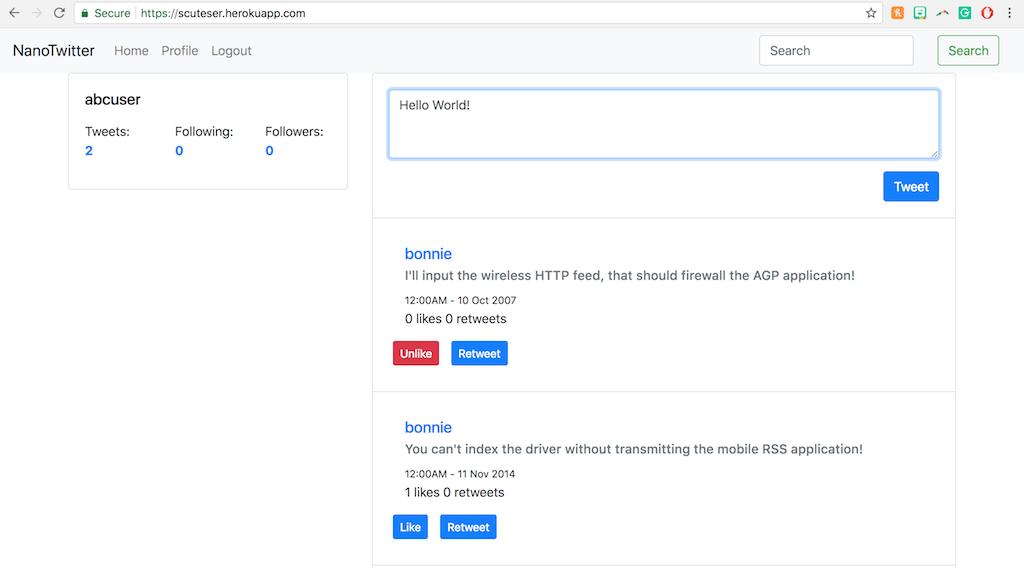 Secure https://scuteser.herokuapp.com
NanoTwitter Home Profile Logout Search Search
abcuser
Tweets: Following: Followers:
2 0 0
Hello World!
Tweet
bonnie
I'll input the wireless HTTP feed, that should firewall the AGP application!
12:00AM - 10 Oct 2007
0 likes 0 retweets
Unlike Retweet
bonnie
You can't index the driver without transmitting the mobile RSS application!
12:00AM - 11 Nov 2014
1 likes 0 retweets
Like Retweet